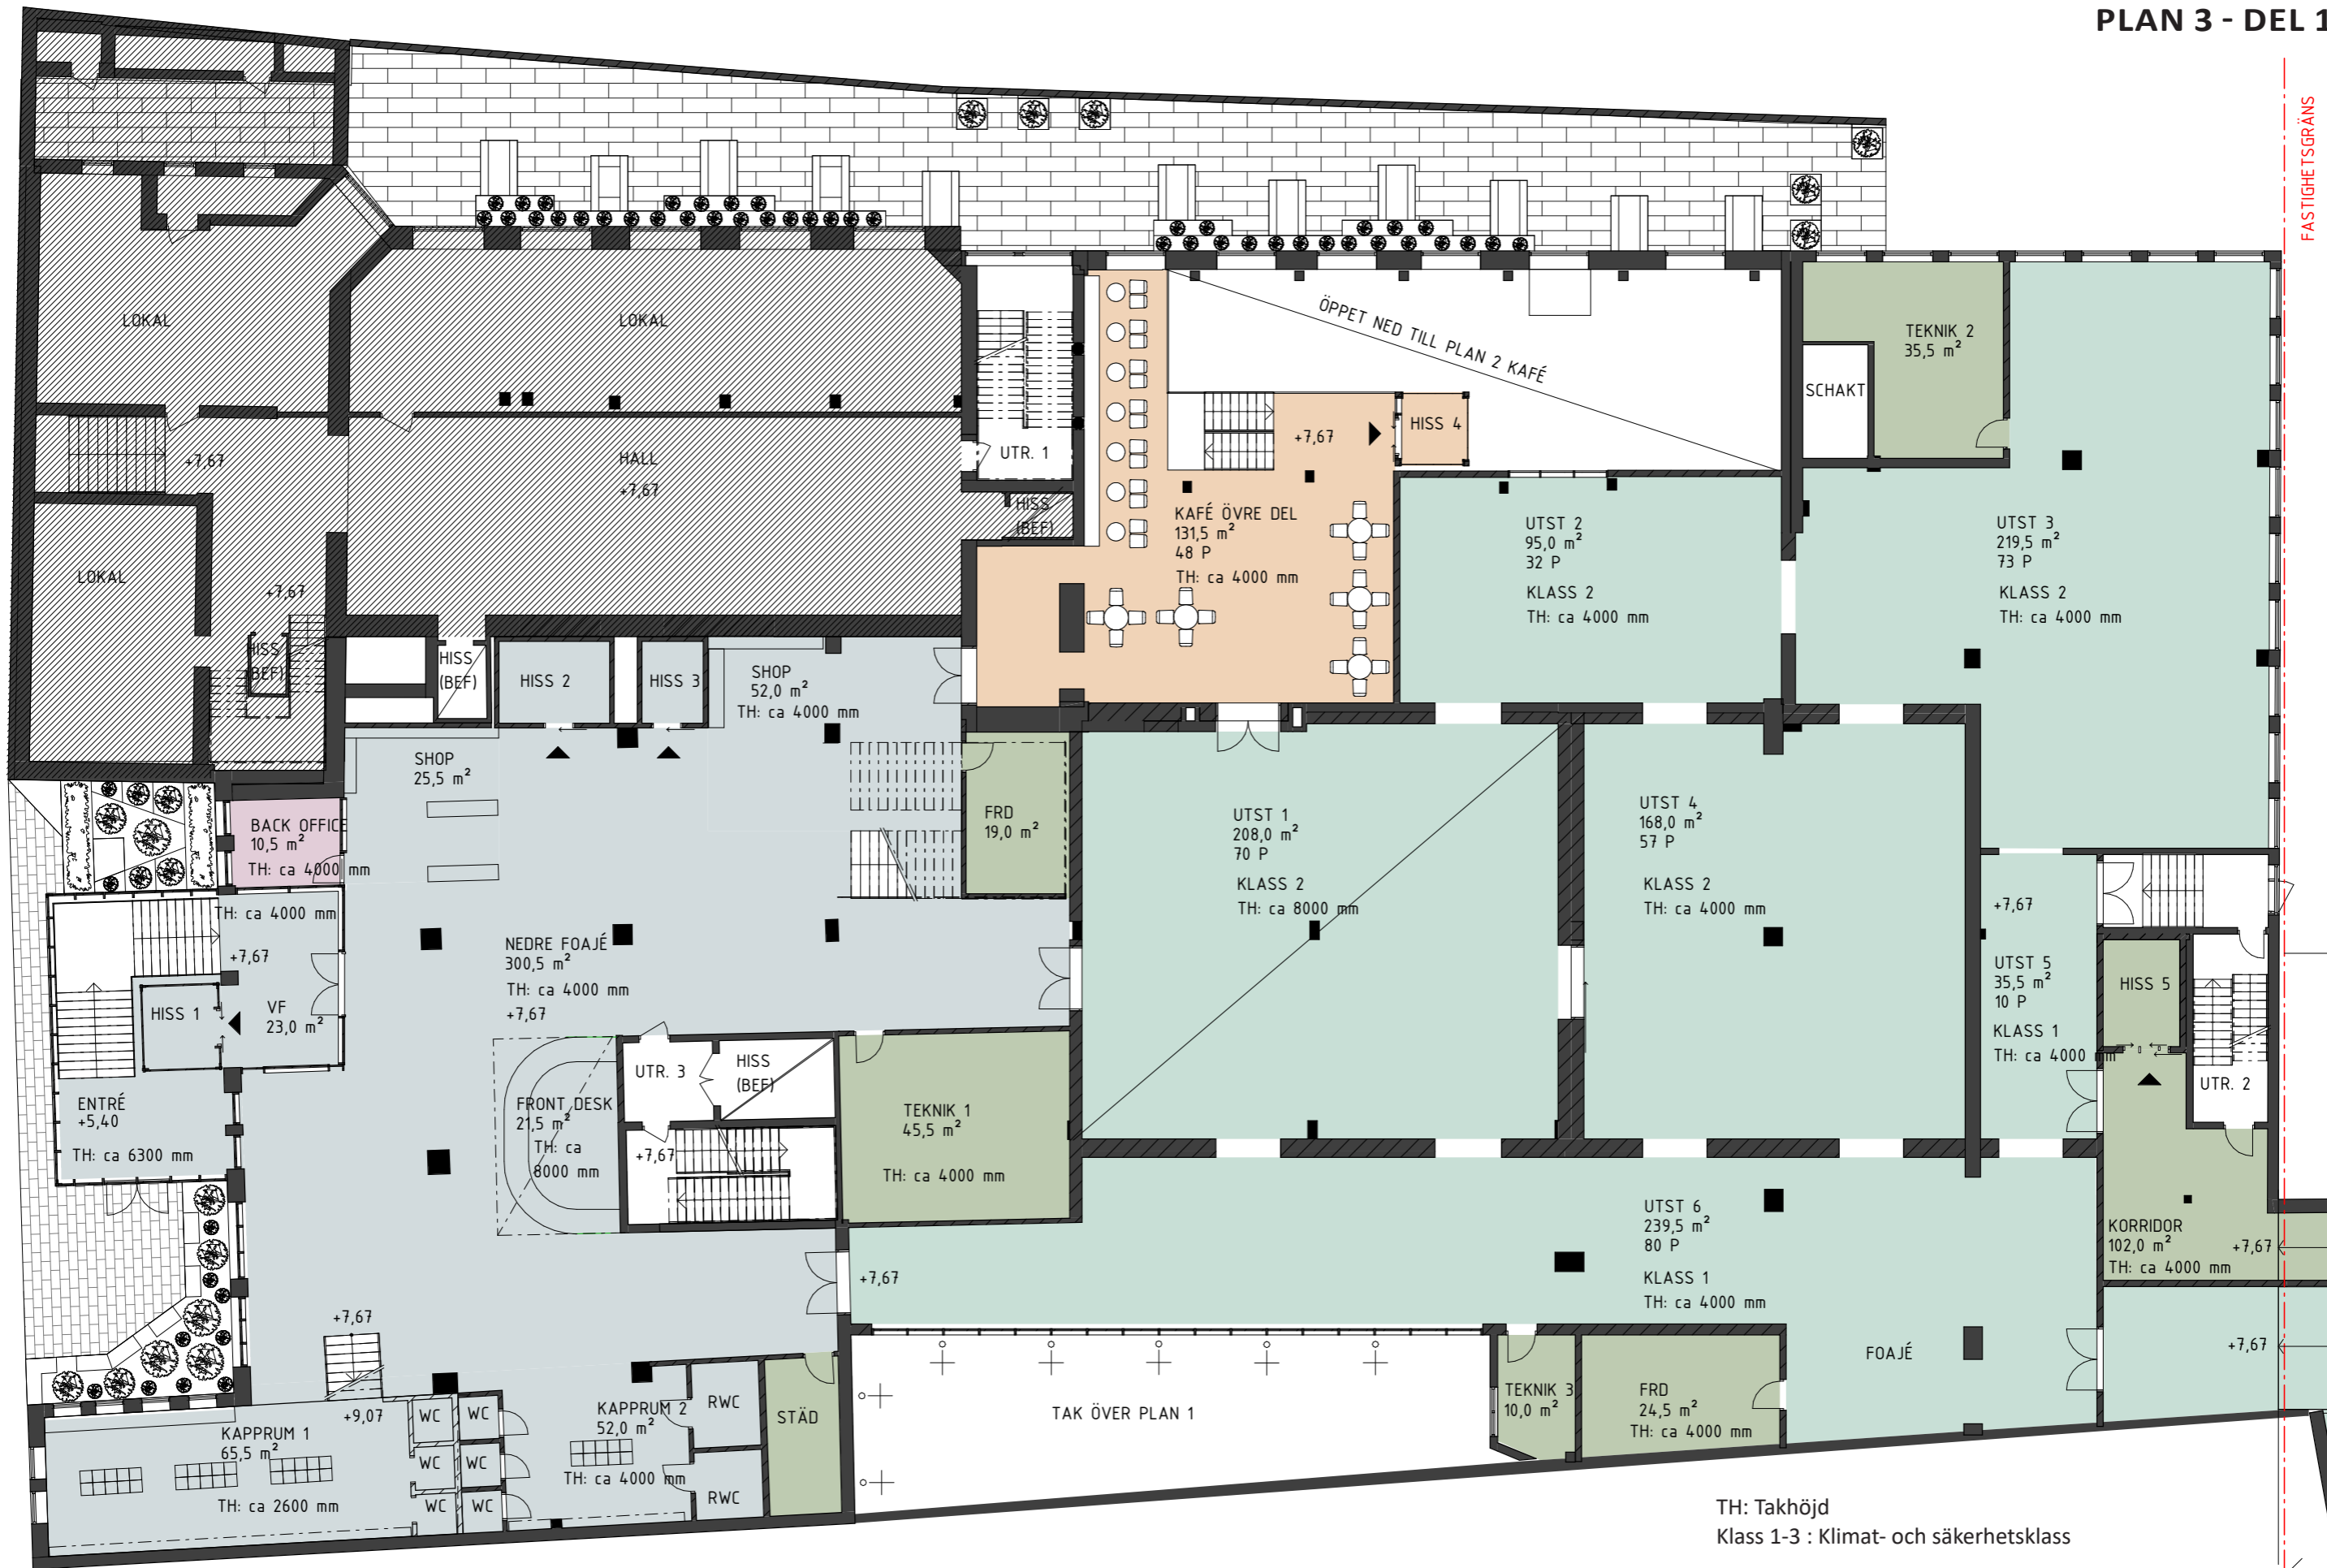 PLAN 3 - DEL 1
FASTIGHETSGRÄNS
LOKAL
LOKAL
ÖPPET NED TILL PLAN 2 KAFÉ
TEKNIK 2
35,5 m²
SCHAKT
HISS 4
+7,67
UTR. 1
HALL
+7,67
+7,67
HISS
(BEF)
KAFÉ ÖVRE DEL
131,5 m²
48 P
TH: ca 4000 mm
UTST 2
95,0 m²
32 P
KLASS 2
TH: ca 4000 mm
UTST 3
219,5 m²
73 P
KLASS 2
TH: ca 4000 mm
LOKAL
+7,67
HISS
(BEF)
HISS
(BEF)
HISS 2
HISS 3
SHOP
52,0 m²
TH: ca 4000 mm
SHOP
25,5 m²
BACK OFFICE
10,5 m²
TH: ca 4000 mm
FRD
19,0 m²
UTST 1
208,0 m²
70 P
KLASS 2
TH: ca 8000 mm
UTST 4
168,0 m²
57 P
KLASS 2
TH: ca 4000 mm
TH: ca 4000 mm
+7,67
HISS 1
VF
23,0 m²
NEDRE FOAJÉ
300,5 m²
TH: ca 4000 mm
+7,67
+7,67
UTST 5
35,5 m²
10 P
KLASS 1
TH: ca 4000 mm
HISS 5
UTR. 2
UTR. 3
HISS
(BEF)
ENTRÉ
+5,40
TH: ca 6300 mm
FRONT DESK
21,5 m²
TH: ca
8000 mm
+7,67
TEKNIK 1
45,5 m²
TH: ca 4000 mm
UTST 6
239,5 m²
80 P
KLASS 1
TH: ca 4000 mm
KORRIDOR
102,0 m²
TH: ca 4000 mm
+7,67
+7,67
+7,67
+7,67
FOAJÉ
+9,07
KAPPRUM 1
65,5 m²
TH: ca 2600 mm
WC
WC
WC
WC
WC
WC
KAPPRUM 2
52,0 m²
TH: ca 4000 mm
RWC
RWC
STÄD
TAK ÖVER PLAN 1
TEKNIK 3
10,0 m²
FRD
24,5 m²
TH: ca 4000 mm
TH: Takhöjd
Klass 1-3 : Klimat- och säkerhetsklass